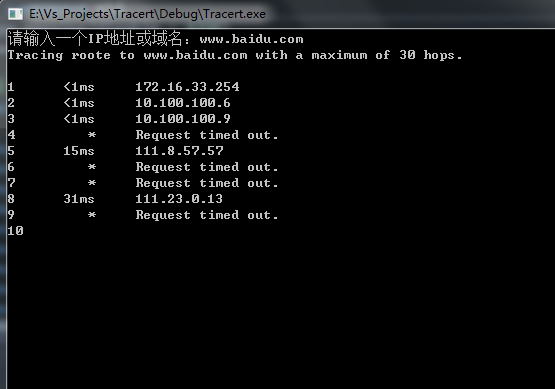 E:\Vs_Projects\Tracert\Debug\Tracert.exe
请输入一个IP地址或域名：www.baidu.com
Tracing route to www.baidu.com with a maximum of 30 hops.
1 <1ms 172.16.33.254
2 <1ms 10.100.100.6
3 <1ms 10.100.100.9
4 * Request timed out.
5 15ms 111.8.57.57
6 * Request timed out.
7 * Request timed out.
8 31ms 111.23.0.13
9 * Request timed out.
10